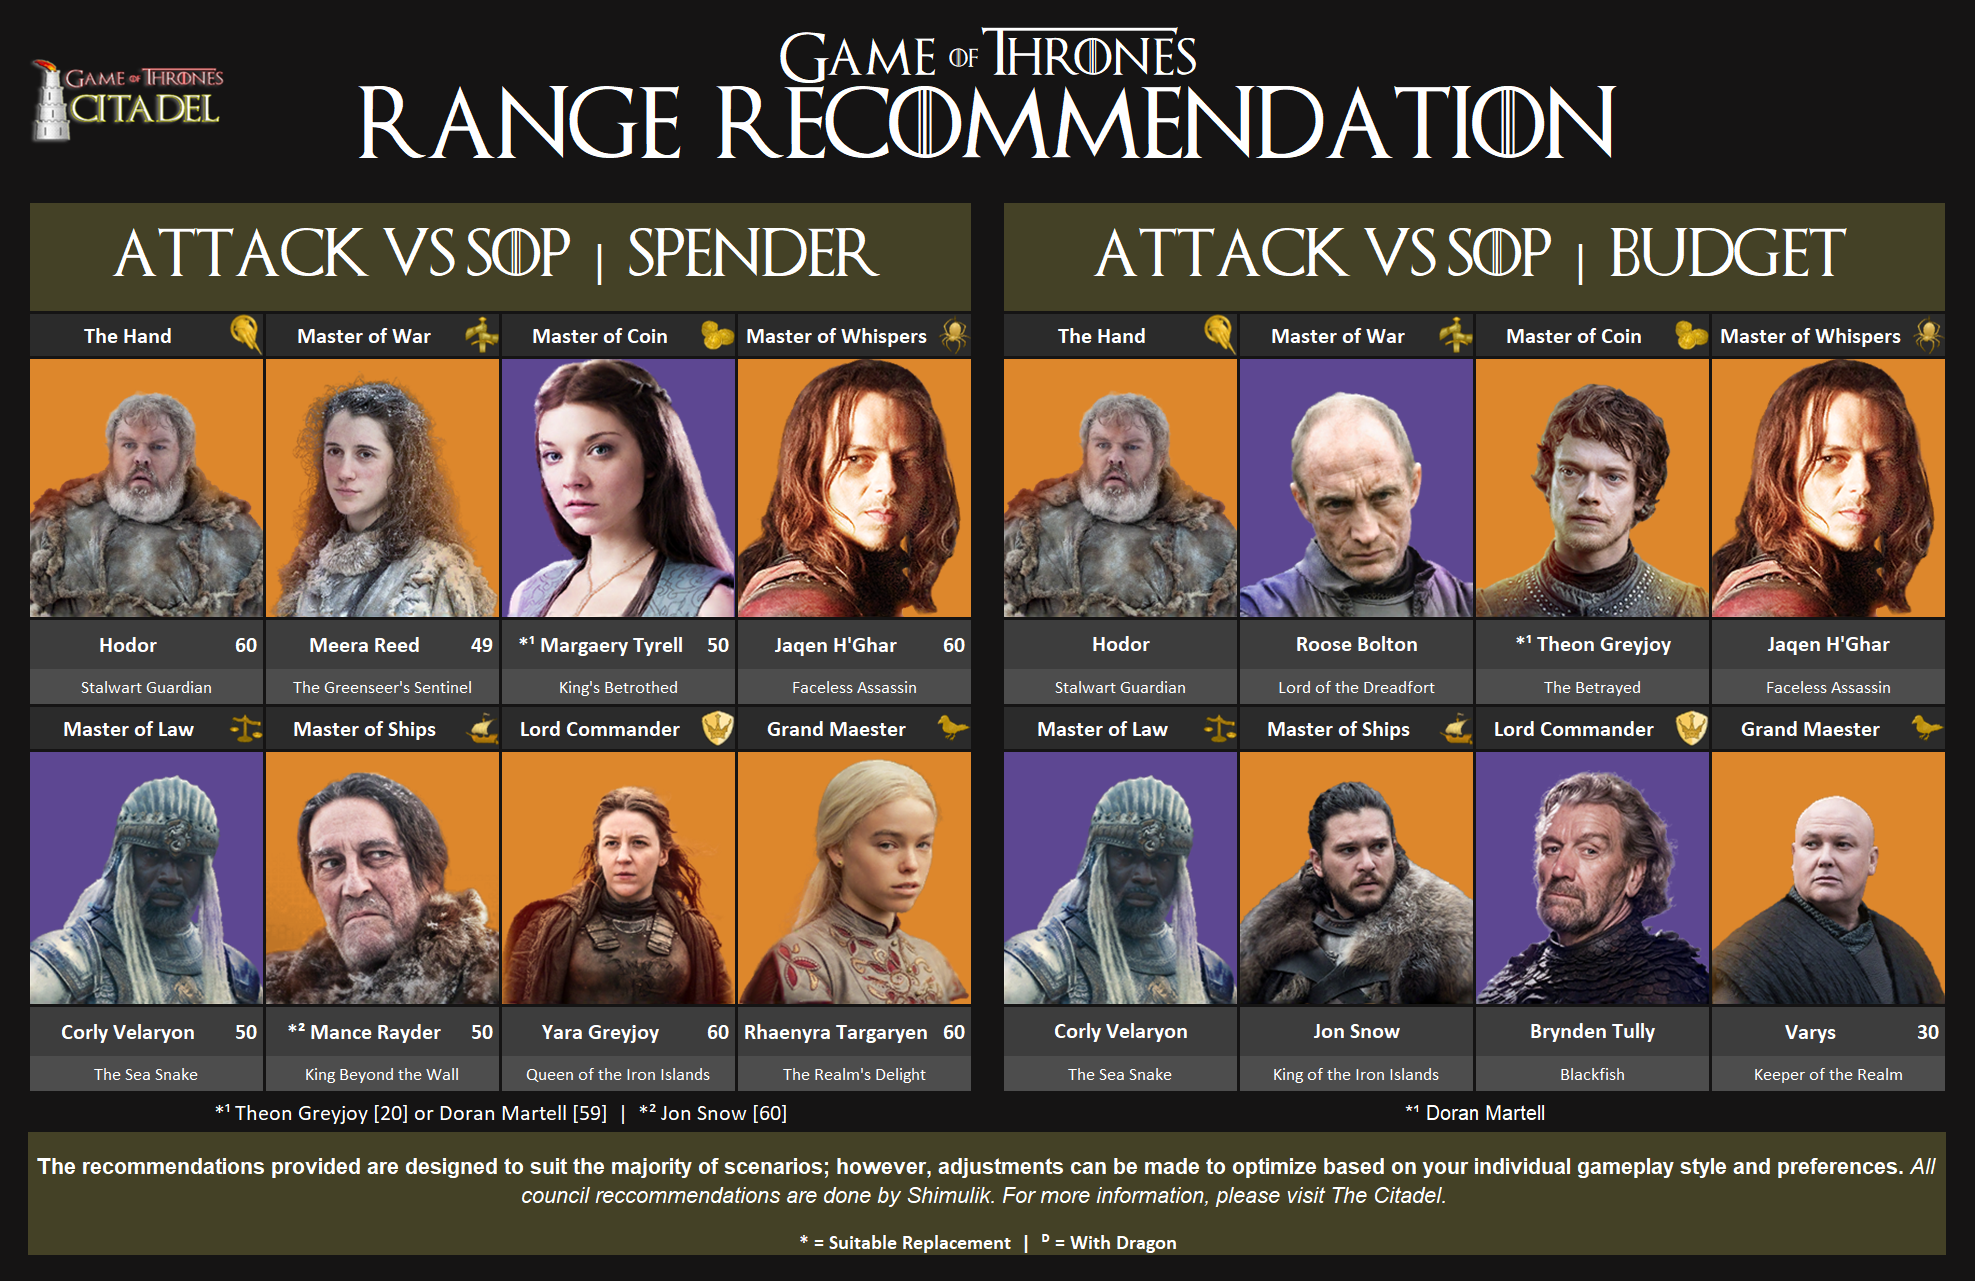 GAME OF THRONES
CITADEL
GAME OF THRONES
RANGE RECOMMENDATION
ATTACK VS SOP | SPENDER
The Hand
Master of War
Master of Coin
Master of Whispers
Hodor 60
Meera Reed 49
*¹ Margaery Tyrell 50
Jaqen H'Ghar 60
Stalwart Guardian
The Greenseer's Sentinel
King's Betrothed
Faceless Assassin
Master of Law
Master of Ships
Lord Commander
Grand Maester
Corly Velaryon 50
*² Mance Rayder 50
Yara Greyjoy 60
Rhaenyra Targaryen 60
The Sea Snake
King Beyond the Wall
Queen of the Iron Islands
The Realm's Delight
*¹ Theon Greyjoy [20] or Doran Martell [59] | *² Jon Snow [60]
ATTACK VS SOP | BUDGET
The Hand
Master of War
Master of Coin
Master of Whispers
Hodor
Roose Bolton
*¹ Theon Greyjoy
Jaqen H'Ghar
Stalwart Guardian
Lord of the Dreadfort
The Betrayed
Faceless Assassin
Master of Law
Master of Ships
Lord Commander
Grand Maester
Corly Velaryon
Jon Snow
Brynden Tully
Varys 30
The Sea Snake
King of the Iron Islands
Blackfish
Keeper of the Realm
*¹ Doran Martell
The recommendations provided are designed to suit the majority of scenarios; however, adjustments can be made to optimize based on your individual gameplay style and preferences. All
council reccommendations are done by Shimulik. For more information, please visit The Citadel.
* = Suitable Replacement | ᴰ = With Dragon